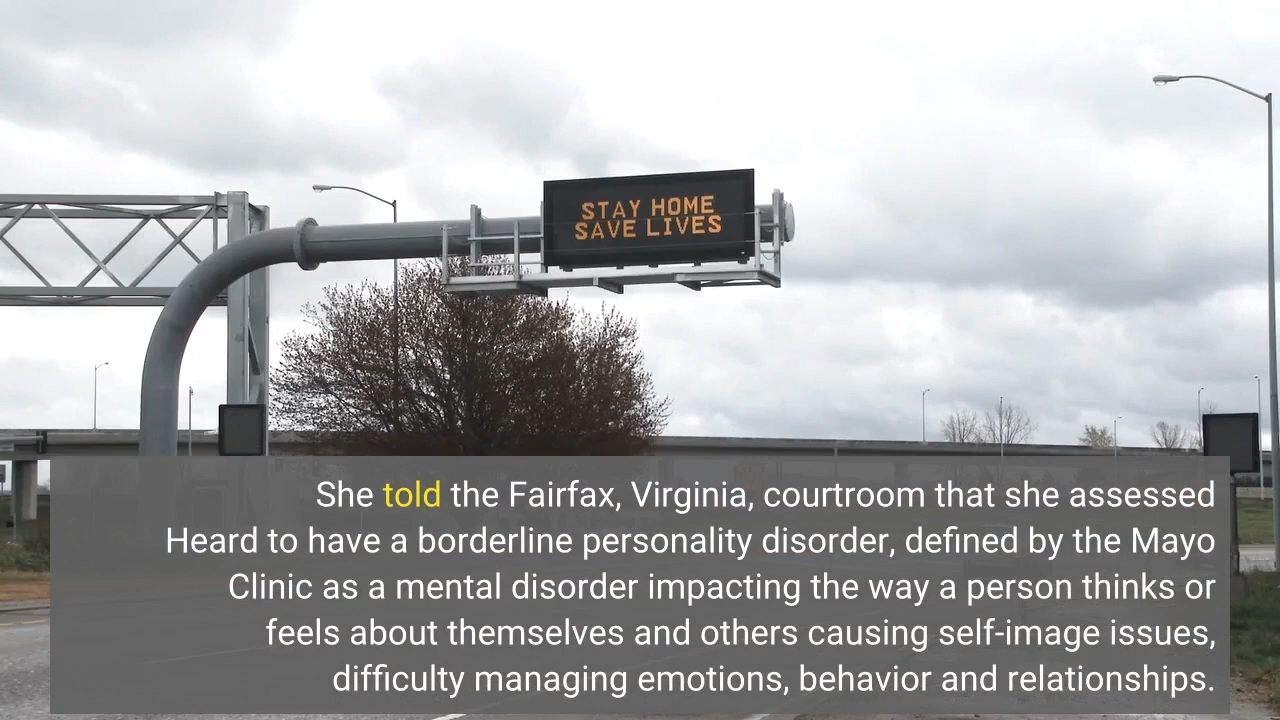 STAY HOME
SAVE LIVES
She told the Fairfax, Virginia, courtroom that she assessed
Heard to have a borderline personality disorder, defined by the Mayo
Clinic as a mental disorder impacting the way a person thinks or
feels about themselves and others causing self-image issues,
difficulty managing emotions, behavior and relationships.